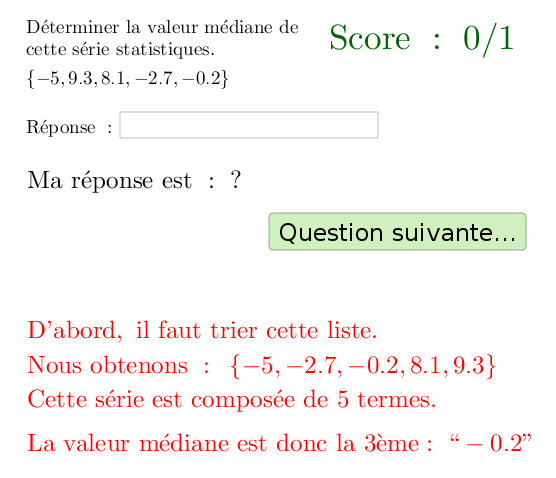 Déterminer la valeur médiane de
cette série statistiques.
{−5, 9.3, 8.1, −2.7, −0.2}
Score : 0/1
Réponse :
Ma réponse est : ?
Question suivante...
D'abord, il faut trier cette liste.
Nous obtenons : {−5, −2.7, −0.2, 8.1, 9.3}
Cette série est composée de 5 termes.
La valeur médiane est donc la 3ème : “ − 0.2”